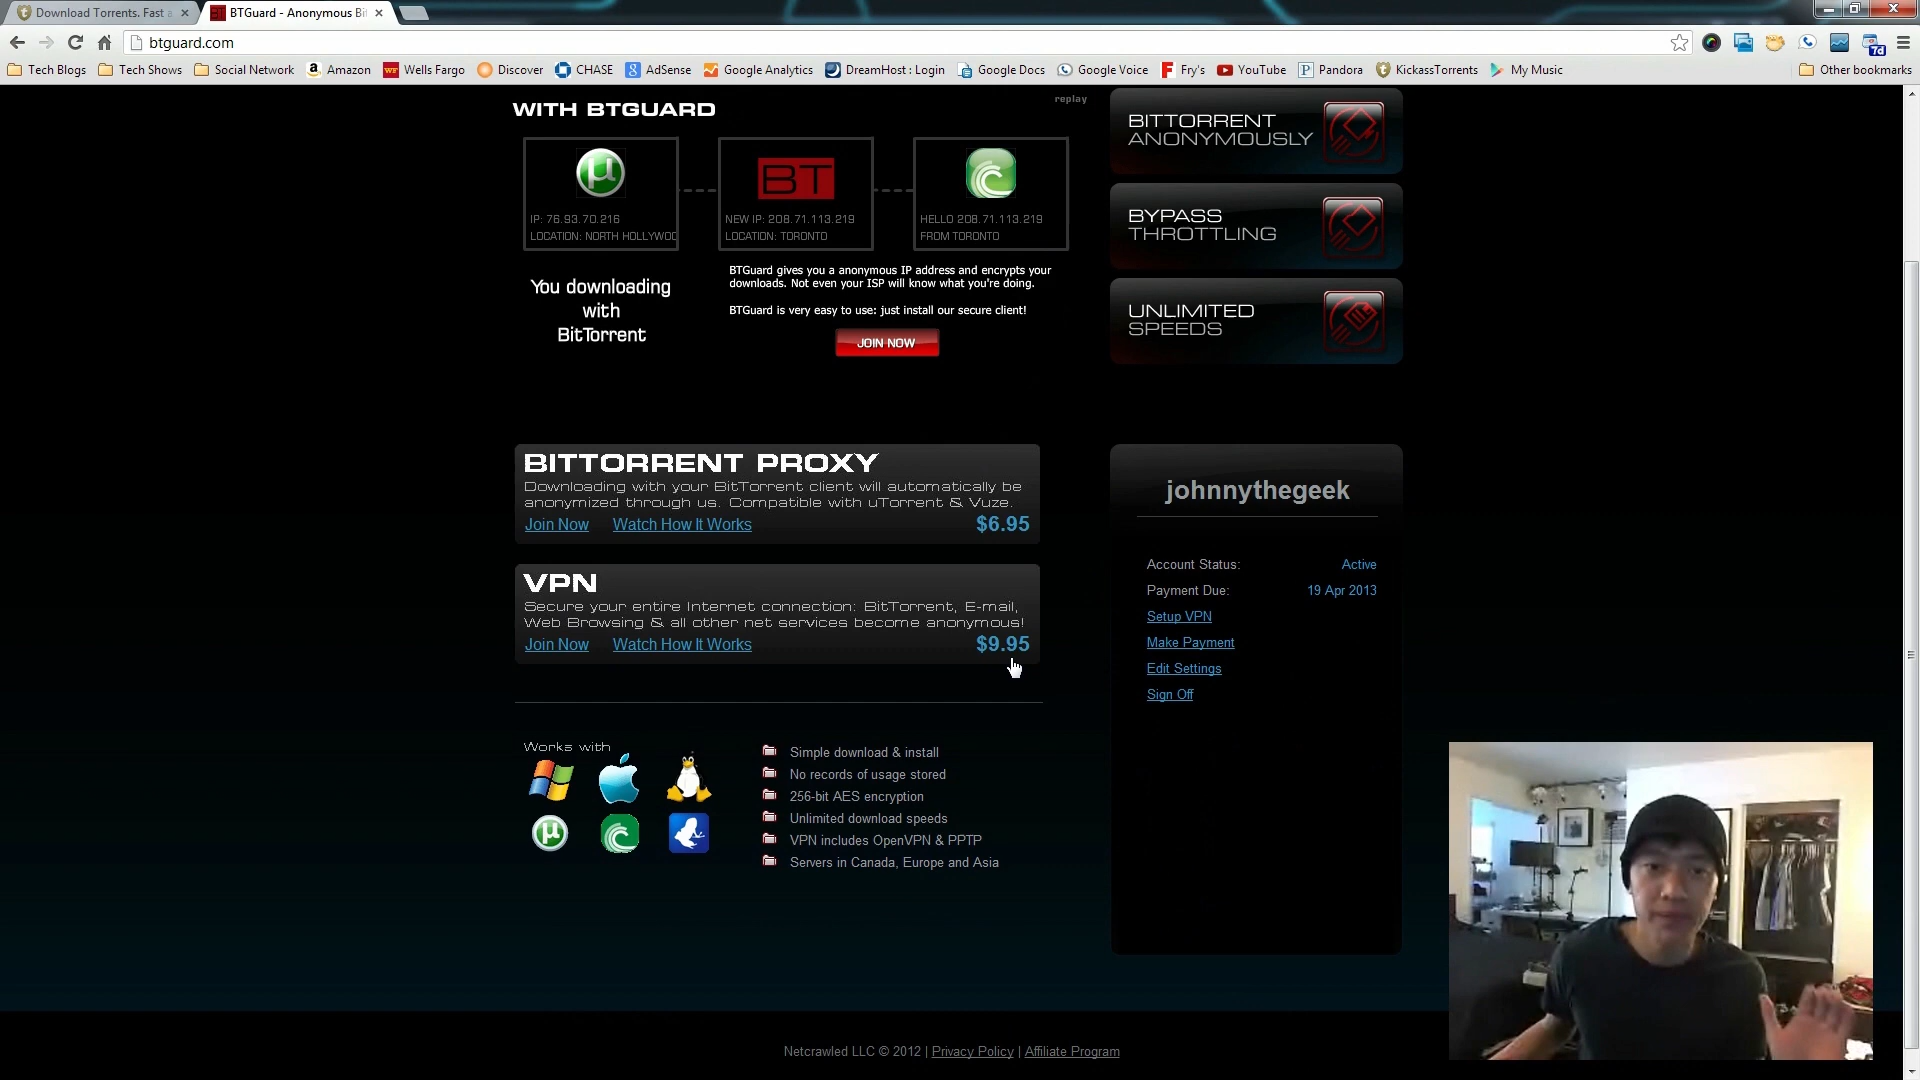 Download Torrents. Fast a
BTGuard - Anonymous Bi
btguard.com
Tech Blogs
Tech Shows
Social Network
Amazon
Wells Fargo
Discover
CHASE
AdSense
Google Analytics
DreamHost : Login
Google Docs
Google Voice
Fry's
YouTube
Pandora
KickassTorrents
My Music
Other bookmarks
7d
WITH BTGUARD
replay
BT
IP: 76.93.70.216
LOCATION: NORTH HOLLYWOO
NEW IP: 208.71.113.219
LOCATION: TORONTO
HELLO 208.71.113.219
FROM TORONTO
You downloading
with
BitTorrent
BTGuard gives you a anonymous IP address and encrypts your
downloads. Not even your ISP will know what you're doing.
BTGuard is very easy to use: just install our secure client!
JOIN NOW
BITTORRENT
ANONYMOUSLY
BYPASS
THROTTLING
UNLIMITED
SPEEDS
BITTORRENT PROXY
Downloading with your BitTorrent client will automatically be
anonymized through us. Compatible with uTorrent & Vuze.
Join Now Watch How It Works $6.95
VPN
Secure your entire Internet connection: BitTorrent, E-mail,
Web Browsing & all other net services become anonymous!
Join Now Watch How It Works $9.95
johnnythegeek
Account Status: Active
Payment Due: 19 Apr 2013
Setup VPN
Make Payment
Edit Settings
Sign Off
Works with
Simple download & install
No records of usage stored
256-bit AES encryption
Unlimited download speeds
VPN includes OpenVPN & PPTP
Servers in Canada, Europe and Asia
Netcrawled LLC © 2012 | Privacy Policy | Affiliate Program